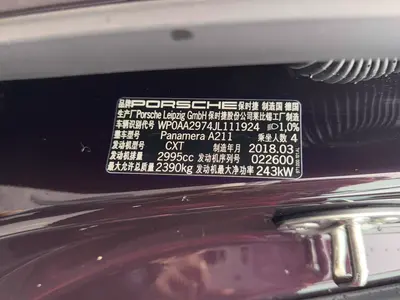 品牌 PORSCHE 保时捷 制造国 德国
生产厂 Porsche Leipzig GmbH 保时捷股份公司莱比锡工厂制造
车辆识别代号 WP0AA2974JL111924 1,0%
型号 Panamera A211 乘坐人数 4
发动机型号 CXT 制造年月 2018.03
发动机排量 2995cc 发动机序列号 022600
最大允许总质量 2390kg 发动机最大净功率 243kW